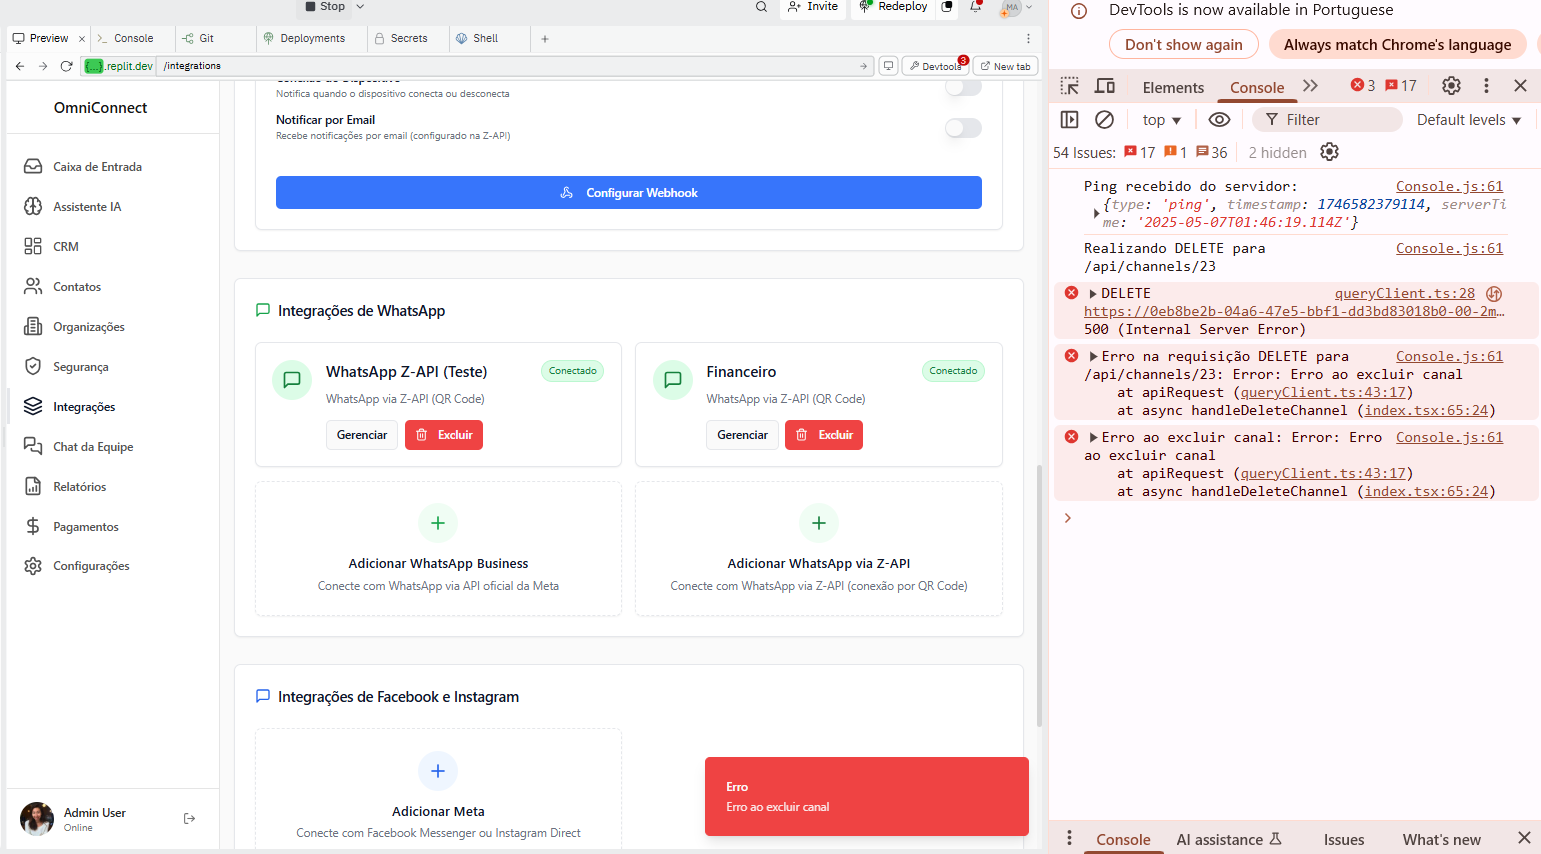 Stop
Invite
Redeploy
MA
Preview
Console
Git
Deployments
Secrets
Shell
{...}.replit.dev
/integrations
Devtools
3
New tab
OmniConnect
Caixa de Entrada
Assistente IA
CRM
Contatos
Organizações
Segurança
Integrações
Chat da Equipe
Relatórios
Pagamentos
Configurações
Admin User
Online
Notifica quando o dispositivo conecta ou desconecta
Notificar por Email
Recebe notificações por email (configurado na Z-API)
Configurar Webhook
Integrações de WhatsApp
WhatsApp Z-API (Teste)
Conectado
WhatsApp via Z-API (QR Code)
Gerenciar
Excluir
Financeiro
Conectado
WhatsApp via Z-API (QR Code)
Gerenciar
Excluir
Adicionar WhatsApp Business
Conecte com WhatsApp via API oficial da Meta
Adicionar WhatsApp via Z-API
Conecte com WhatsApp via Z-API (conexão por QR Code)
Integrações de Facebook e Instagram
Adicionar Meta
Conecte com Facebook Messenger ou Instagram Direct
Erro
Erro ao excluir canal
DevTools is now available in Portuguese
Don't show again
Always match Chrome's language
Elements
Console
3
17
top
Filter
Default levels
54 Issues:
17
1
36
2 hidden
Ping recebido do servidor:
Console.js:61
{type: 'ping', timestamp: 1746582379114, serverTi
me: '2025-05-07T01:46:19.114Z'}
Realizando DELETE para
Console.js:61
/api/channels/23
DELETE
queryClient.ts:28
https://0eb8be2b-04a6-47e5-bbf1-dd3bd83018b0-00-2m…
500 (Internal Server Error)
Erro na requisição DELETE para
Console.js:61
/api/channels/23: Error: Erro ao excluir canal
at apiRequest (queryClient.ts:43:17)
at async handleDeleteChannel (index.tsx:65:24)
Erro ao excluir canal: Error: Erro
Console.js:61
ao excluir canal
at apiRequest (queryClient.ts:43:17)
at async handleDeleteChannel (index.tsx:65:24)
Console
AI assistance
Issues
What's new